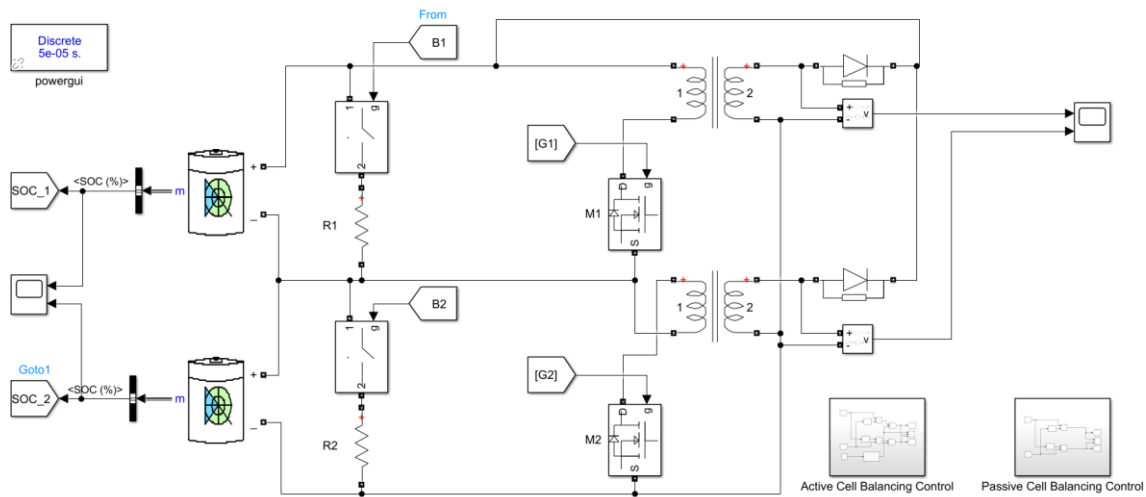 From
Discrete
5e-05 s.
powergui
B1
1
g
2
+
1
2
+
-
v
[G1]
<SOC (%)>
SOC_1
m
+
_
R1
M1
D
g
S
B2
1
g
2
+
1
2
+
-
v
Goto1
SOC_2
<SOC (%)>
m
+
_
[G2]
R2
M2
D
g
S
Active Cell Balancing Control
Passive Cell Balancing Control